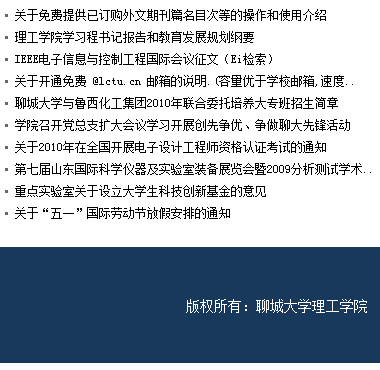 关于免费提供已订购外文期刊篇名目次等的操作和使用介绍
理工学院学习程书记报告和教育发展规划纲要
IEEE电子信息与控制工程国际会议征文（Ei检索）
关于开通免费 @lctu.cn 邮箱的说明.（容量优于学校邮箱,速度..
聊城大学与鲁西化工集团2010年联合委托培养大专班招生简章
学院召开党总支扩大会议学习开展创先争优、争做聊大先锋活动
关于2010年在全国开展电子设计工程师资格认证考试的通知
第七届山东国际科学仪器及实验室装备展览会暨2009分析测试学术..
重点实验室关于设立大学生科技创新基金的意见
关于“五一”国际劳动节放假安排的通知
版权所有：聊城大学理工学院